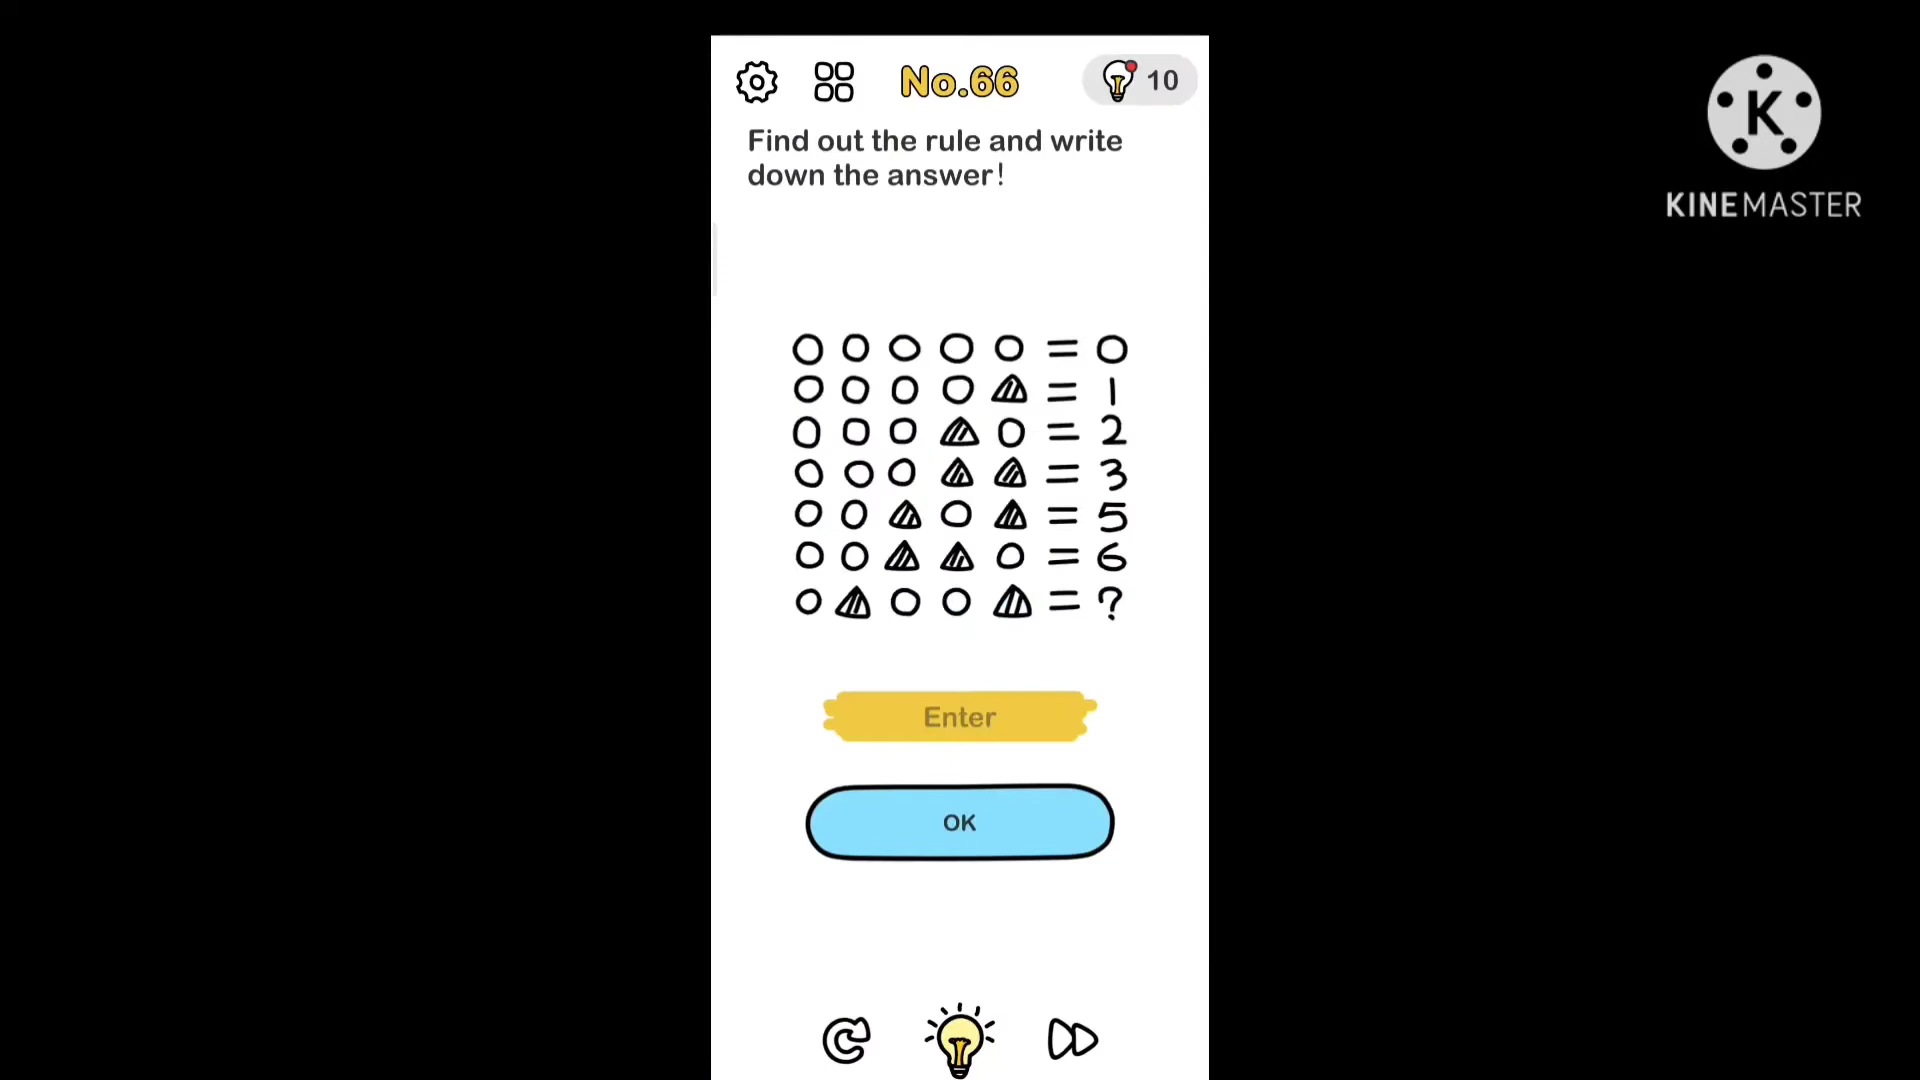 No.66
10
Find out the rule and write
down the answer!
K
KINEMASTER
= 0
= 1
= 2
= 3
= 5
= 6
= ?
Enter
OK